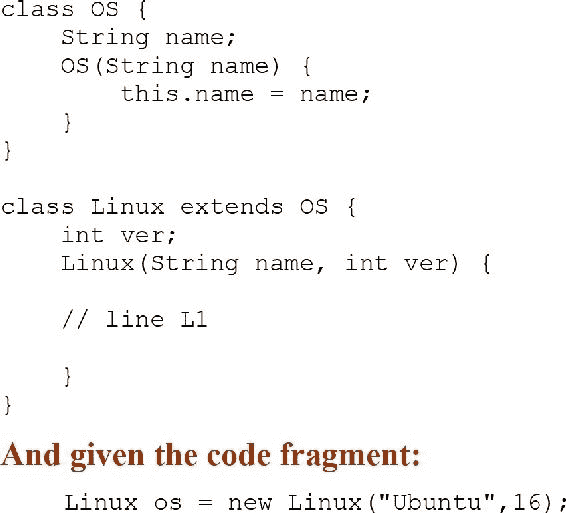 class OS {
    String name;
    OS(String name) {
        this.name = name;
    }
}
class Linux extends OS {
    int ver;
    Linux(String name, int ver) {
    // line L1
    }
}
And given the code fragment:
    Linux os = new Linux("Ubuntu",16);